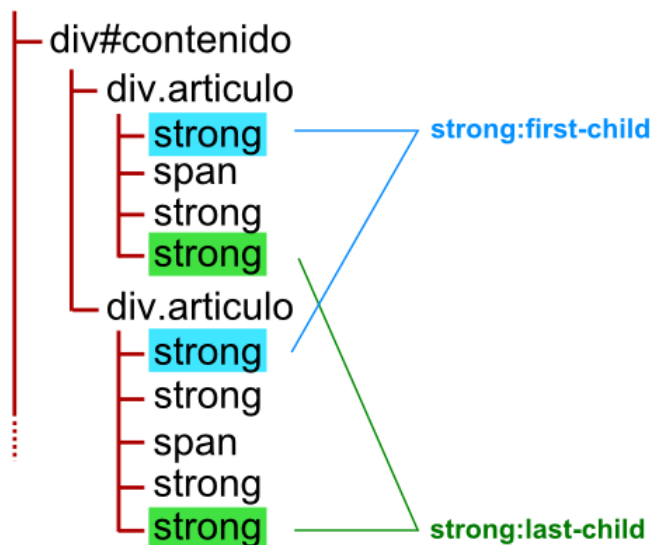 div#contenido
div.articulo
strong strong:first-child
span
strong
strong
div.articulo
strong
strong
span
strong
strong strong:last-child